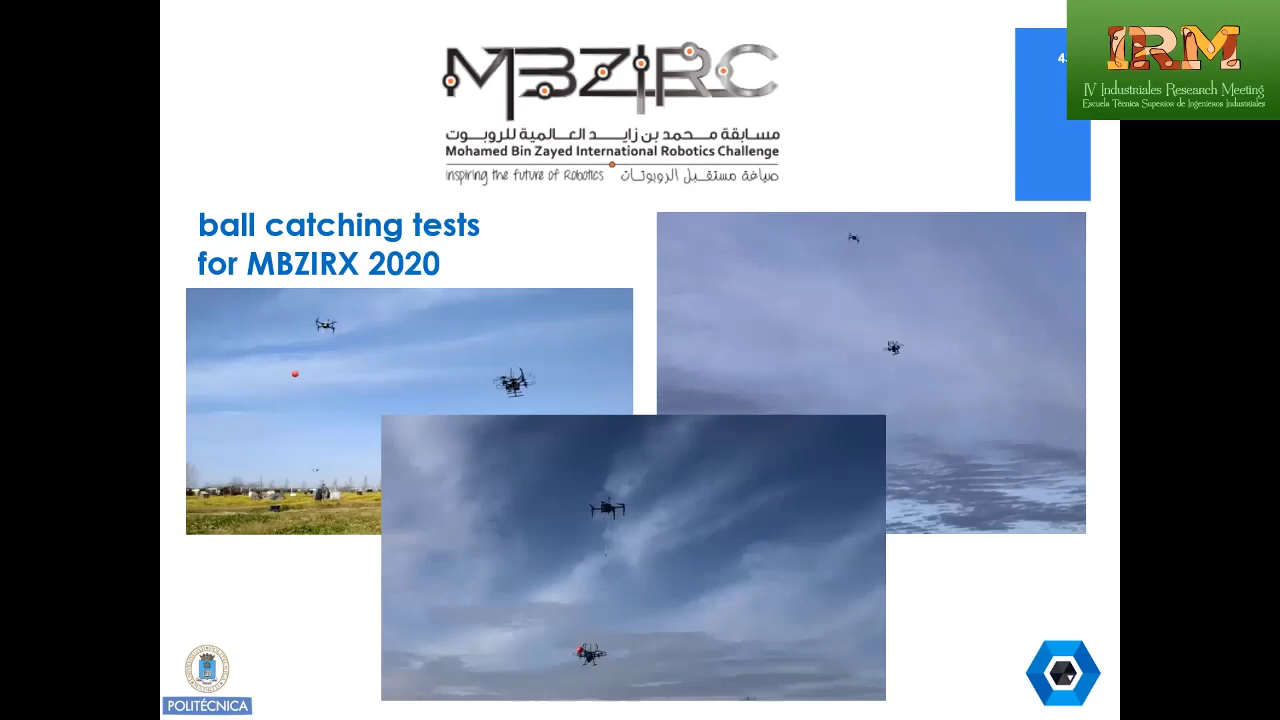 MBZIRC
مسابقة محمد بن زايد العالمية للروبوت
Mohamed Bin Zayed International Robotics Challenge
Inspiring the future of Robotics
صياغة مستقبل الروبوتات
IRM
IV Industriales Research Meeting
Escuela Técnica Superior de Ingenieros Industriales
ball catching tests
for MBZIRX 2020
POLITÉCNICA